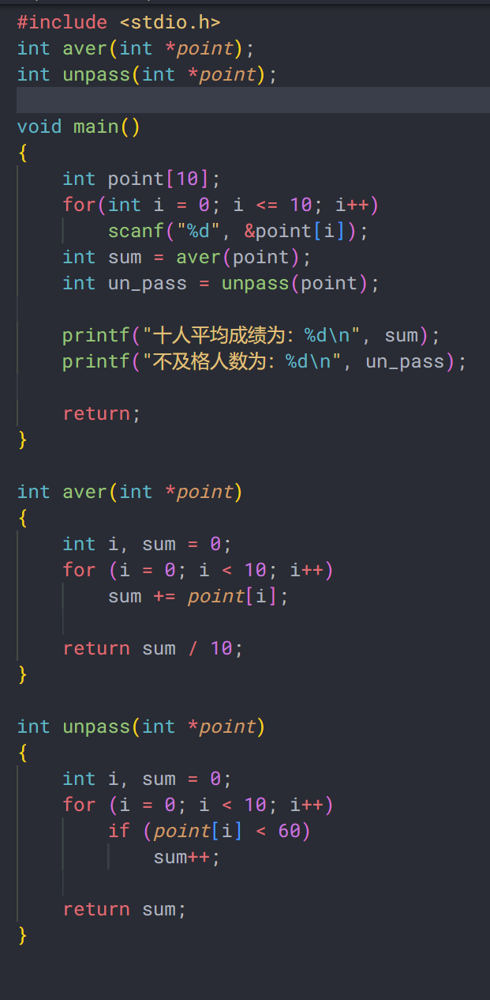 #include <stdio.h>
int aver(int *point);
int unpass(int *point);
void main()
{
int point[10];
for(int i = 0; i <= 10; i++)
scanf("%d", &point[i]);
int sum = aver(point);
int un_pass = unpass(point);
printf("十人平均成绩为：%d\n", sum);
printf("不及格人数为：%d\n", un_pass);
return;
}
int aver(int *point)
{
int i, sum = 0;
for (i = 0; i < 10; i++)
sum += point[i];
return sum / 10;
}
int unpass(int *point)
{
int i, sum = 0;
for (i = 0; i < 10; i++)
if (point[i] < 60)
sum++;
return sum;
}